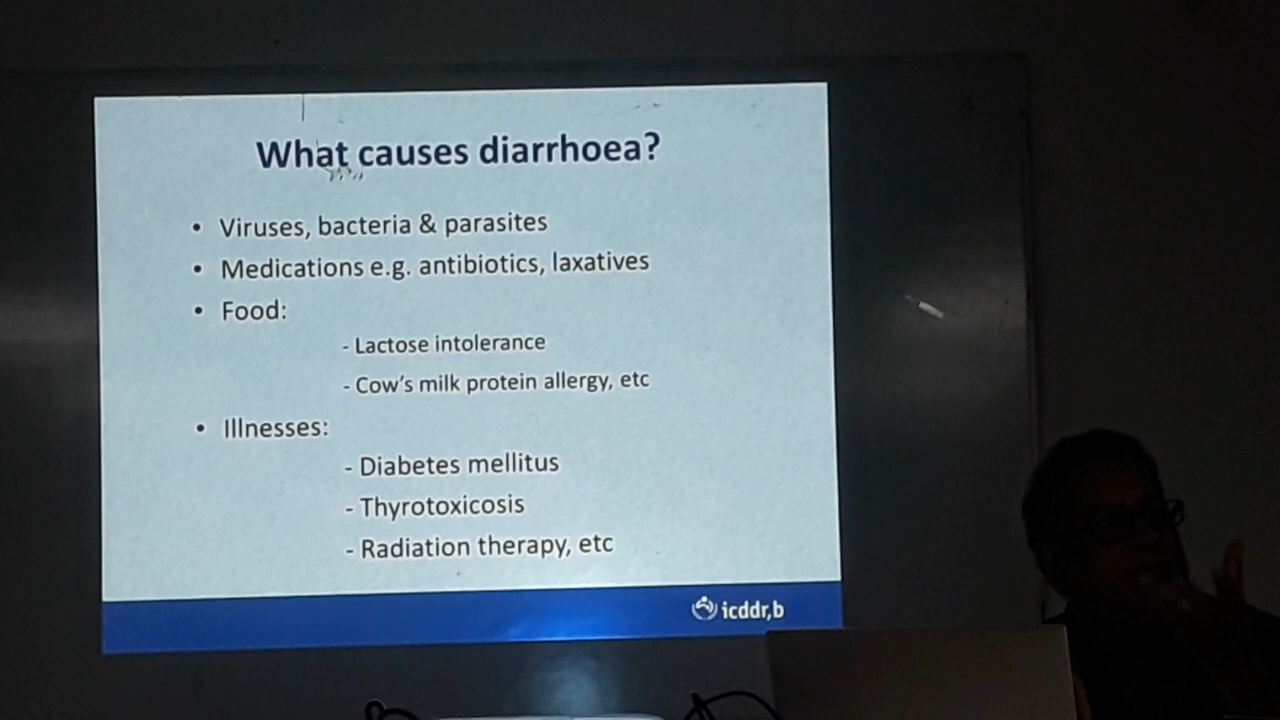 What causes diarrhoea?
• Viruses, bacteria & parasites
• Medications e.g. antibiotics, laxatives
• Food:
- Lactose intolerance
- Cow's milk protein allergy, etc
• Illnesses:
- Diabetes mellitus
- Thyrotoxicosis
- Radiation therapy, etc
icddr,b